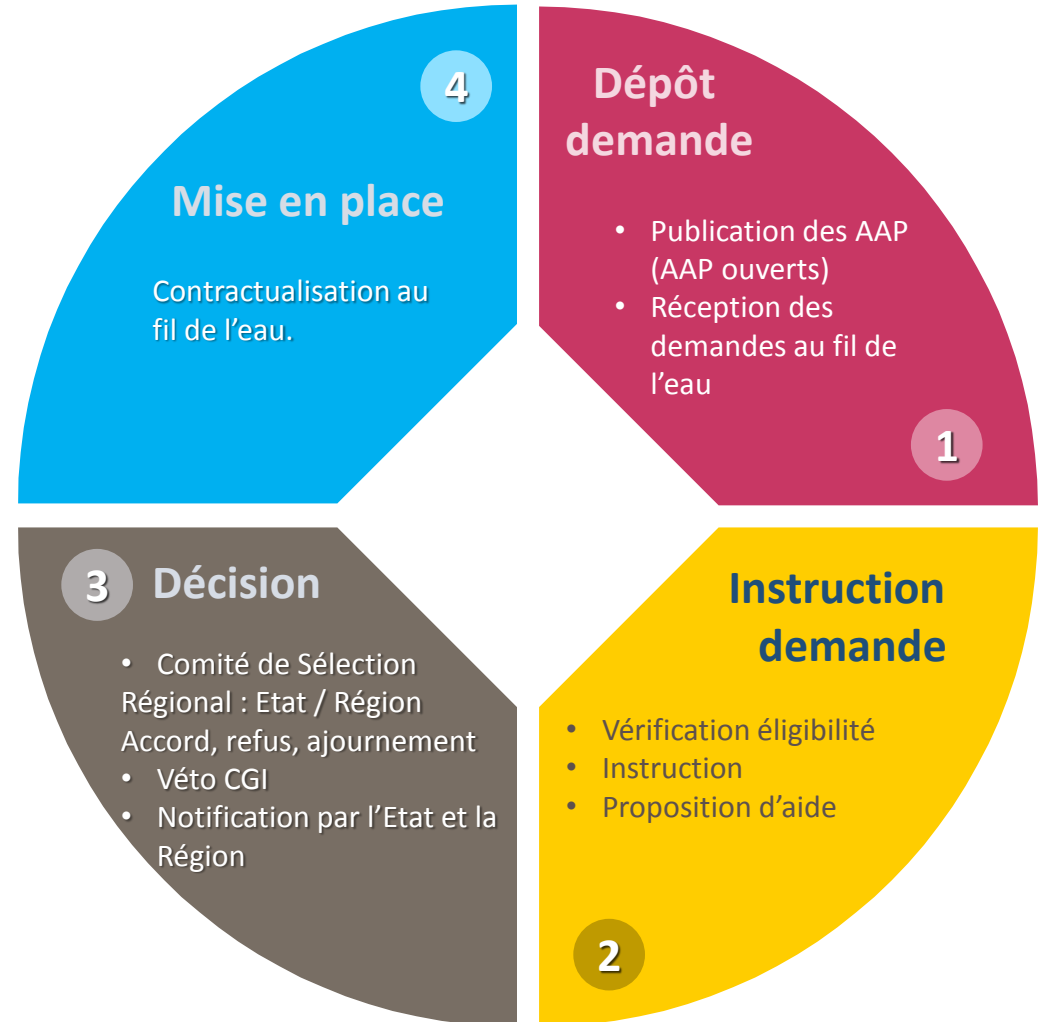 1
Dépôt
demande
• Publication des AAP
(AAP ouverts)
• Réception des
demandes au fil de
l’eau
2
Instruction
demande
• Vérification éligibilité
• Instruction
• Proposition d’aide
3
Décision
• Comité de Sélection
Régional : Etat / Région
Accord, refus, ajournement
• Véto CGI
• Notification par l’Etat et la
Région
4
Mise en place
Contractualisation au
fil de l’eau.